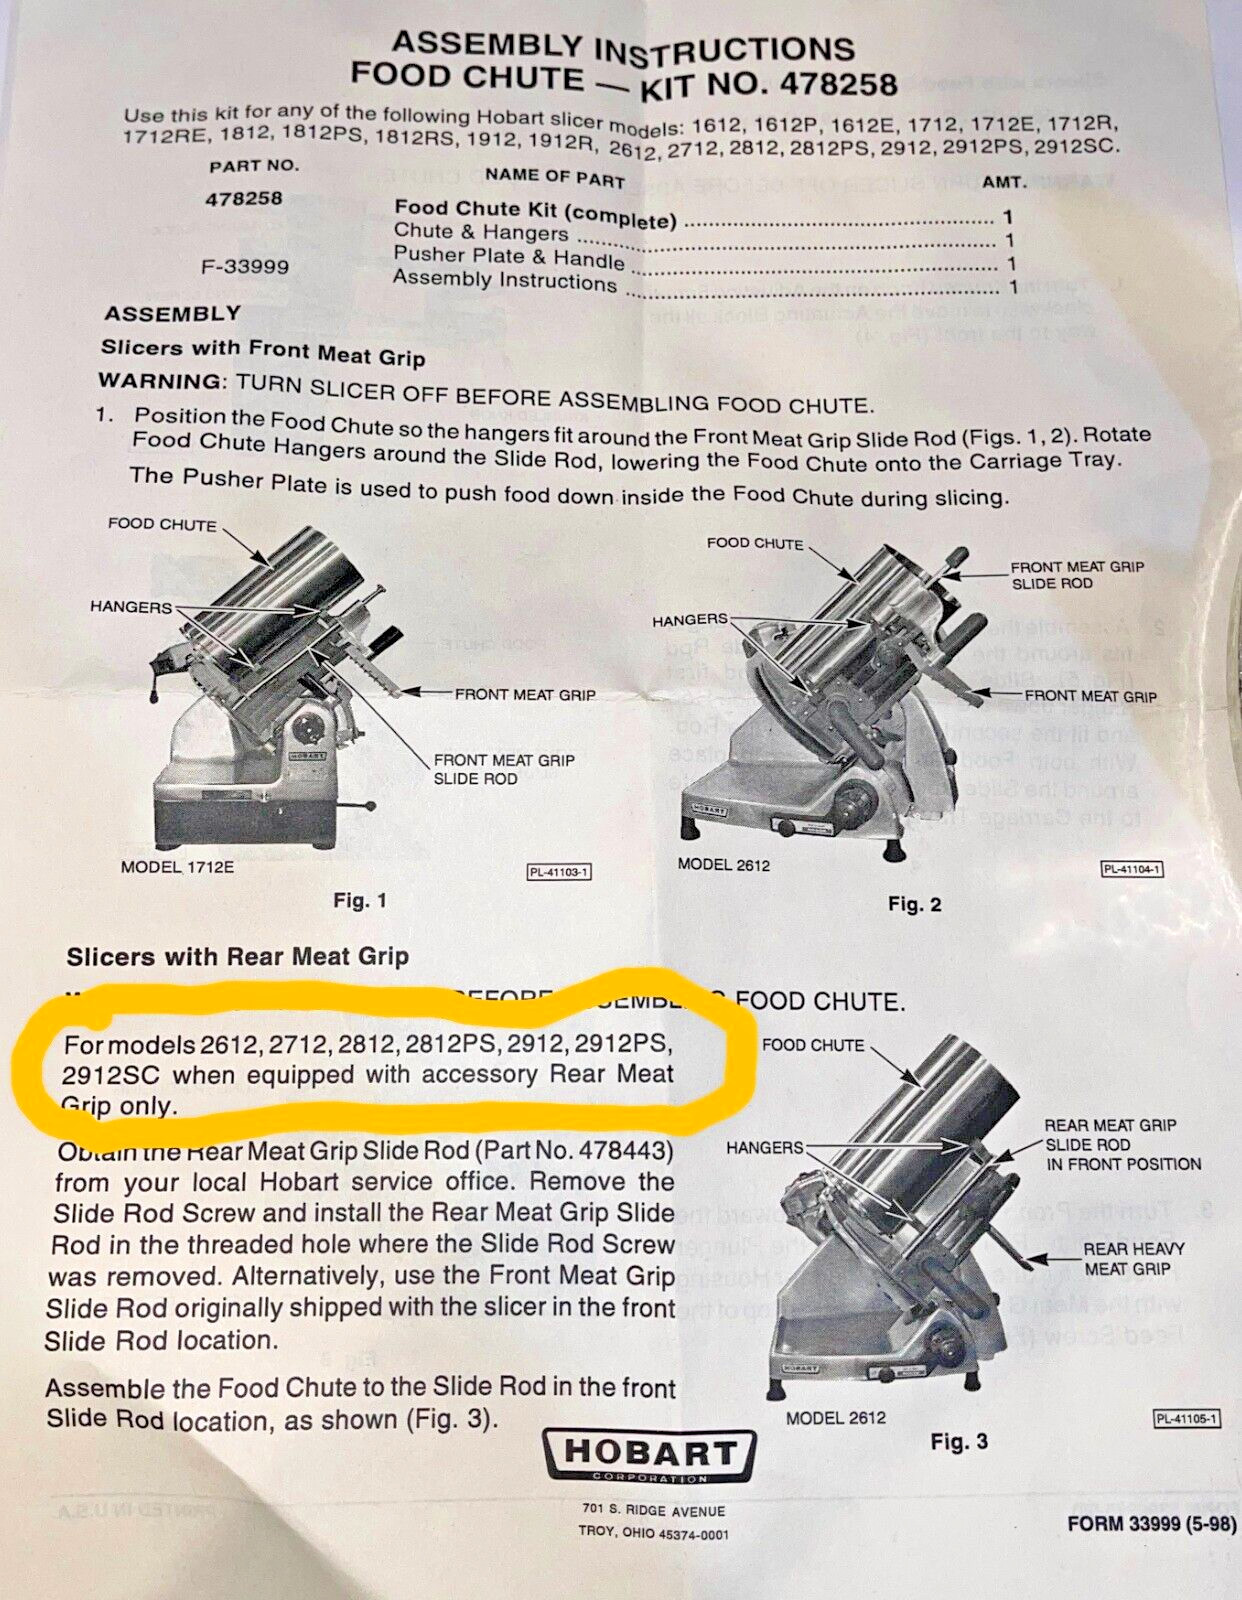 ASSEMBLY INSTRUCTIONS
FOOD CHUTE — KIT NO. 478258
Use this kit for any of the following Hobart slicer models: 1612, 1612P, 1612E, 1712, 1712E, 1712R,
1712RE, 1812, 1812PS, 1812RS, 1912, 1912R, 2612, 2712, 2812, 2812PS, 2912, 2912PS, 2912SC.
PART NO. NAME OF PART AMT.
478258 Food Chute Kit (complete) 1
Chute & Hangers 1
Pusher Plate & Handle 1
F-33999 Assembly Instructions 1
ASSEMBLY
Slicers with Front Meat Grip
WARNING: TURN SLICER OFF BEFORE ASSEMBLING FOOD CHUTE.
1. Position the Food Chute so the hangers fit around the Front Meat Grip Slide Rod (Figs. 1, 2). Rotate
Food Chute Hangers around the Slide Rod, lowering the Food Chute onto the Carriage Tray.
The Pusher Plate is used to push food down inside the Food Chute during slicing.
FOOD CHUTE
HANGERS
FRONT MEAT GRIP
FRONT MEAT GRIP
SLIDE ROD
HOBART
MODEL 1712E
PL-41103-1
Fig. 1
FOOD CHUTE
FRONT MEAT GRIP
SLIDE ROD
HANGERS
FRONT MEAT GRIP
HOBART
MODEL 2612
PL-41104-1
Fig. 2
Slicers with Rear Meat Grip
FOOD CHUTE.
For models 2612, 2712, 2812, 2812PS, 2912, 2912PS,
2912SC when equipped with accessory Rear Meat
Grip only.
Obtain the Rear Meat Grip Slide Rod (Part No. 478443)
from your local Hobart service office. Remove the
Slide Rod Screw and install the Rear Meat Grip Slide
Rod in the threaded hole where the Slide Rod Screw
was removed. Alternatively, use the Front Meat Grip
Slide Rod originally shipped with the slicer in the front
Slide Rod location.
Assemble the Food Chute to the Slide Rod in the front
Slide Rod location, as shown (Fig. 3).
FOOD CHUTE
HANGERS
REAR MEAT GRIP
SLIDE ROD
IN FRONT POSITION
REAR HEAVY
MEAT GRIP
HOBART
MODEL 2612
PL-41105-1
Fig. 3
HOBART
CORPORATION
701 S. RIDGE AVENUE
TROY, OHIO 45374-0001
FORM 33999 (5-98)